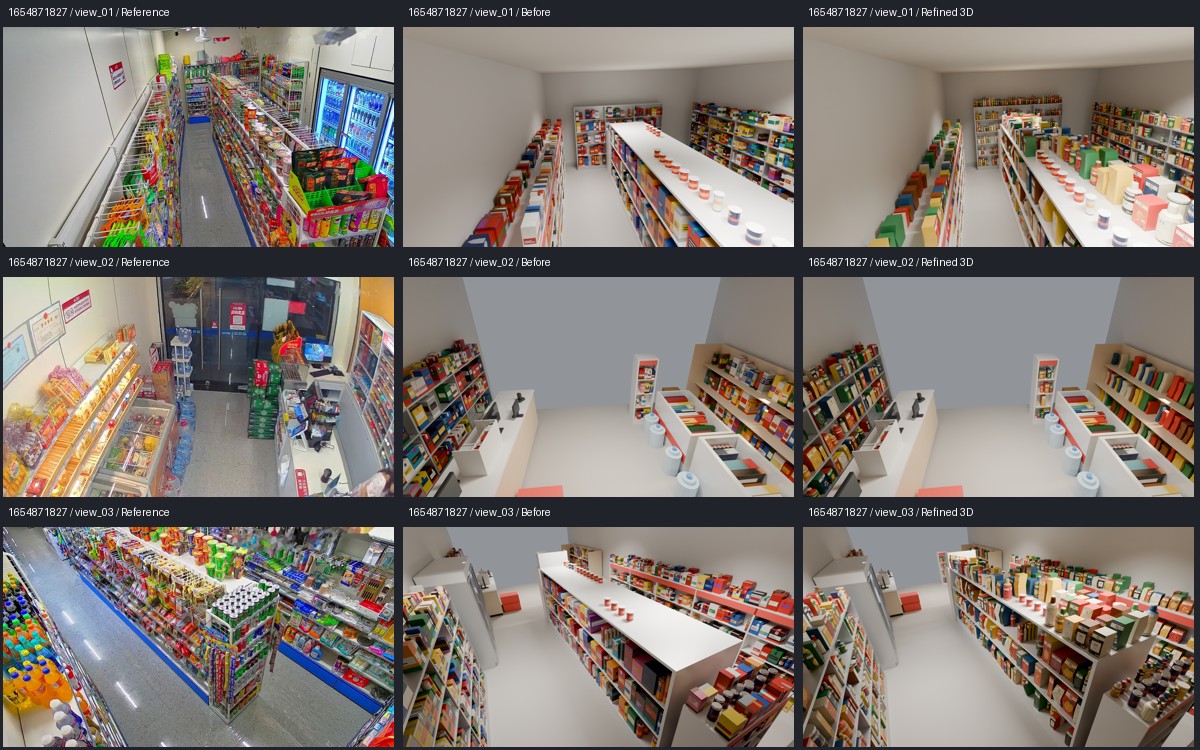 1654871827 / view_01 / Reference
1654871827 / view_01 / Before
1654871827 / view_01 / Refined 3D
1654871827 / view_02 / Reference
1654871827 / view_02 / Before
1654871827 / view_02 / Refined 3D
1654871827 / view_03 / Reference
1654871827 / view_03 / Before
1654871827 / view_03 / Refined 3D